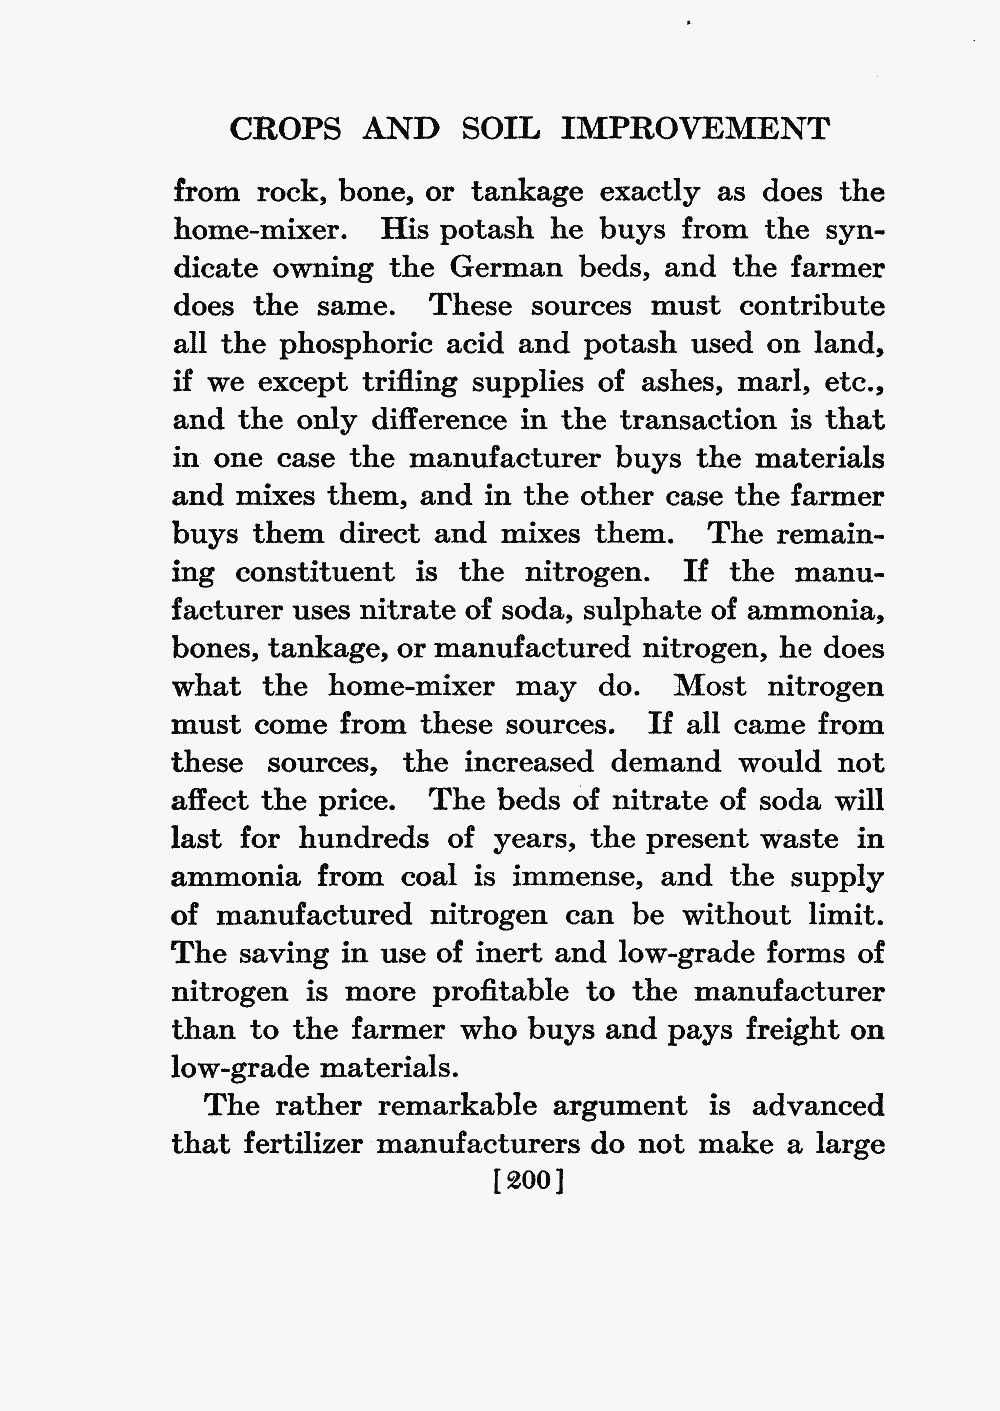 CROPS AND SOIL IMPROVEMENT
from rock, bone, or tankage exactly as does the
home-mixer. His potash he buys from the syn-
dicate owning the German beds, and the farmer
does the same. These sources must contribute
all the phosphoric acid and potash used on land,
if we except trifling supplies of ashes, marl, etc.,
and the only difference in the transaction is that
in one case the manufacturer buys the materials
and mixes them, and in the other case the farmer
buys them direct and mixes them. The remain-
ing constituent is the nitrogen. If the manu-
facturer uses nitrate of soda, sulphate of ammonia,
bones, tankage, or manufactured nitrogen, he does
what the home-mixer may do. Most nitrogen
must come from these sources. If all came from
these sources, the increased demand would not
affect the price. The beds of nitrate of soda will
last for hundreds of years, the present waste in
ammonia from coal is immense, and the supply
of manufactured nitrogen can be without limit.
The saving in use of inert and low-grade forms of
nitrogen is more profitable to the manufacturer
than to the farmer who buys and pays freight on
low-grade materials.
The rather remarkable argument is advanced
that fertilizer manufacturers do not make a large
[200]